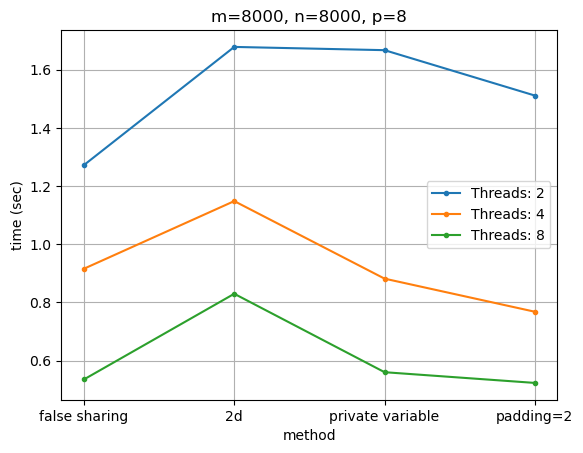 m=8000, n=8000, p=8
time (sec)
1.6
1.4
1.2
1.0
0.8
0.6
Threads: 2
Threads: 4
Threads: 8
false sharing
2d
private variable
padding=2
method